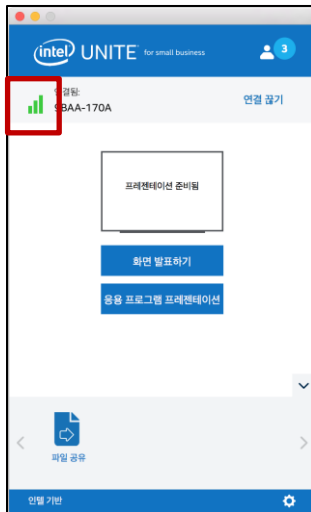 intel UNITE for small business
3
연결됨:
9BAA-170A
연결 끊기
프레젠테이션 준비됨
화면 발표하기
응용 프로그램 프레젠테이션
파일 공유
인텔 기반